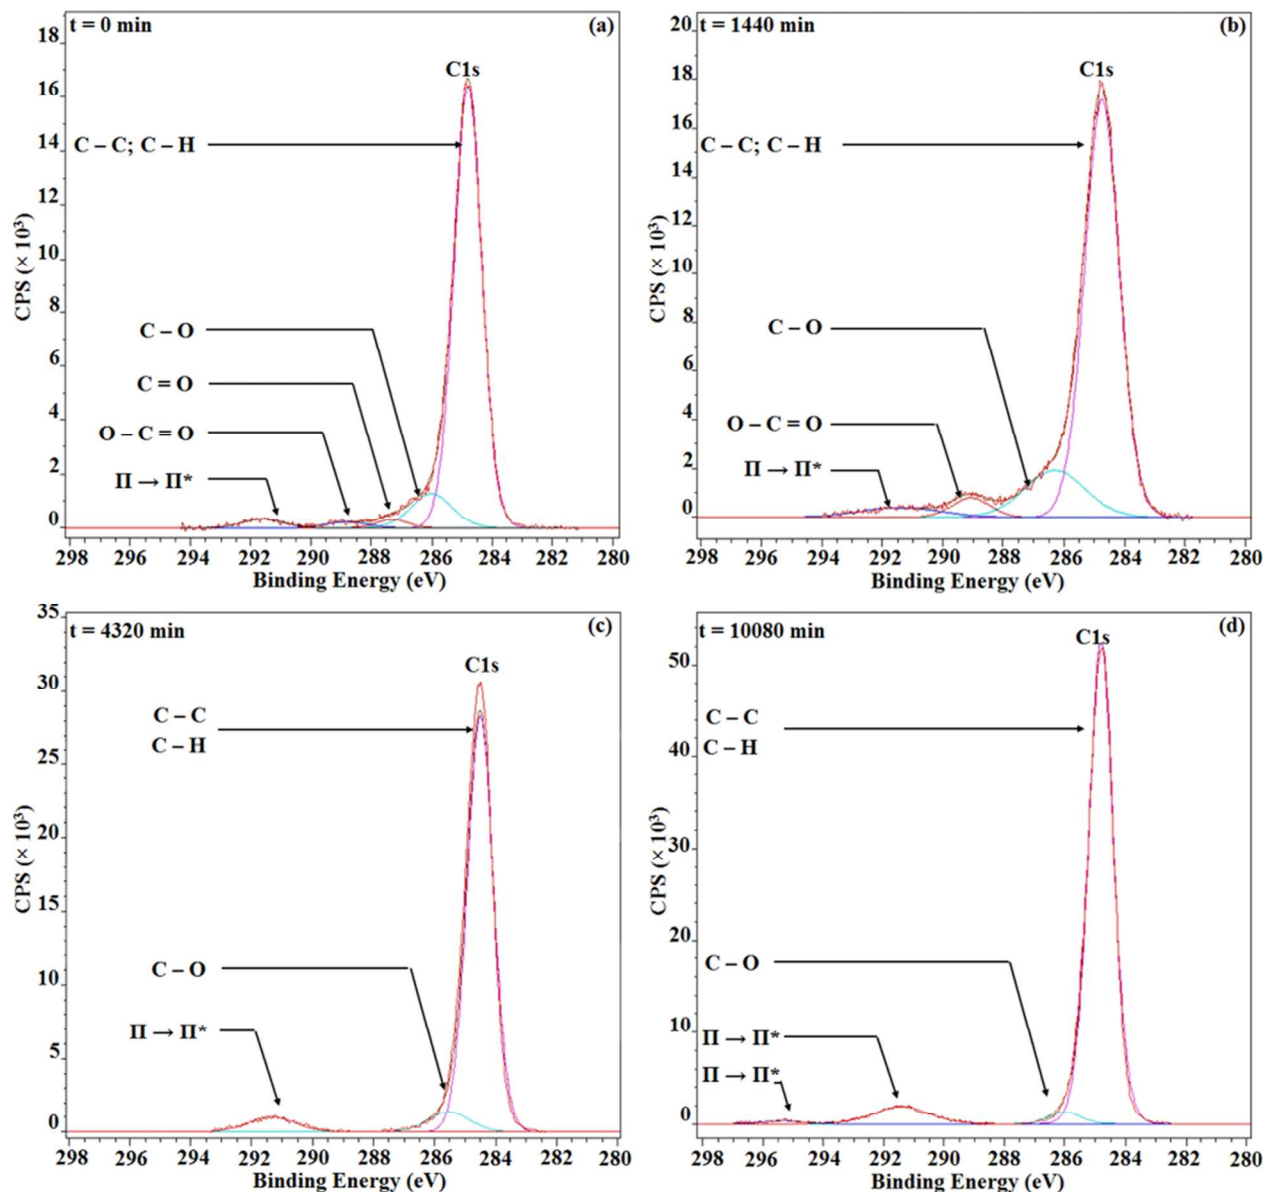 t = 0 min
(a)
C1s
C – C; C – H
C – O
C = O
O – C = O
Π → Π*
CPS (× 10³)
18
16
14
12
10
8
6
4
2
0
298 296 294 292 290 288 286 284 282 280
Binding Energy (eV)
t = 1440 min
(b)
C1s
C – C; C – H
C – O
O – C = O
Π → Π*
CPS (× 10³)
20
18
16
14
12
10
8
6
4
2
0
298 296 294 292 290 288 286 284 282 280
Binding Energy (eV)
t = 4320 min
(c)
C1s
C – C
C – H
C – O
Π → Π*
CPS (× 10³)
35
30
25
20
15
10
5
0
298 296 294 292 290 288 286 284 282 280
Binding Energy (eV)
t = 10080 min
(d)
C1s
C – C
C – H
C – O
Π → Π*
Π → Π*
CPS (× 10³)
50
40
30
20
10
0
298 296 294 292 290 288 286 284 282 280
Binding Energy (eV)